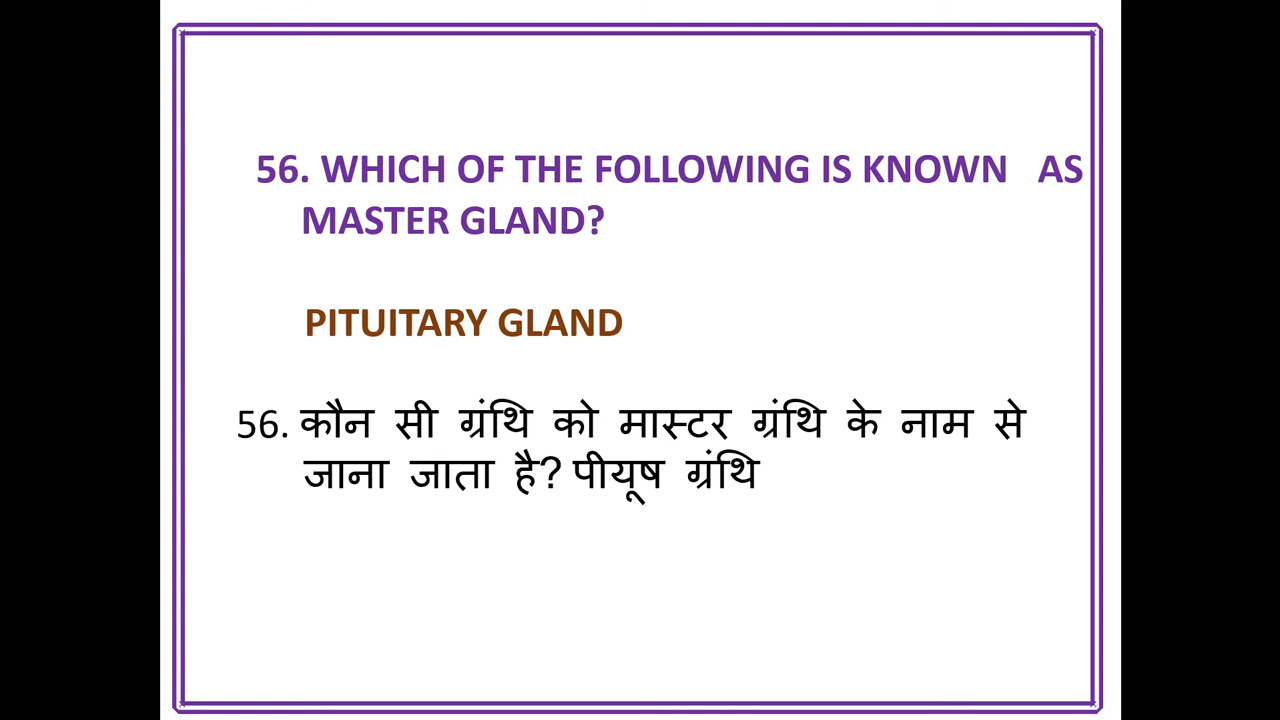 56. WHICH OF THE FOLLOWING IS KNOWN AS
MASTER GLAND?
PITUITARY GLAND
56. कौन सी ग्रंथि को मास्टर ग्रंथि के नाम से
जाना जाता है? पीयूष ग्रंथि